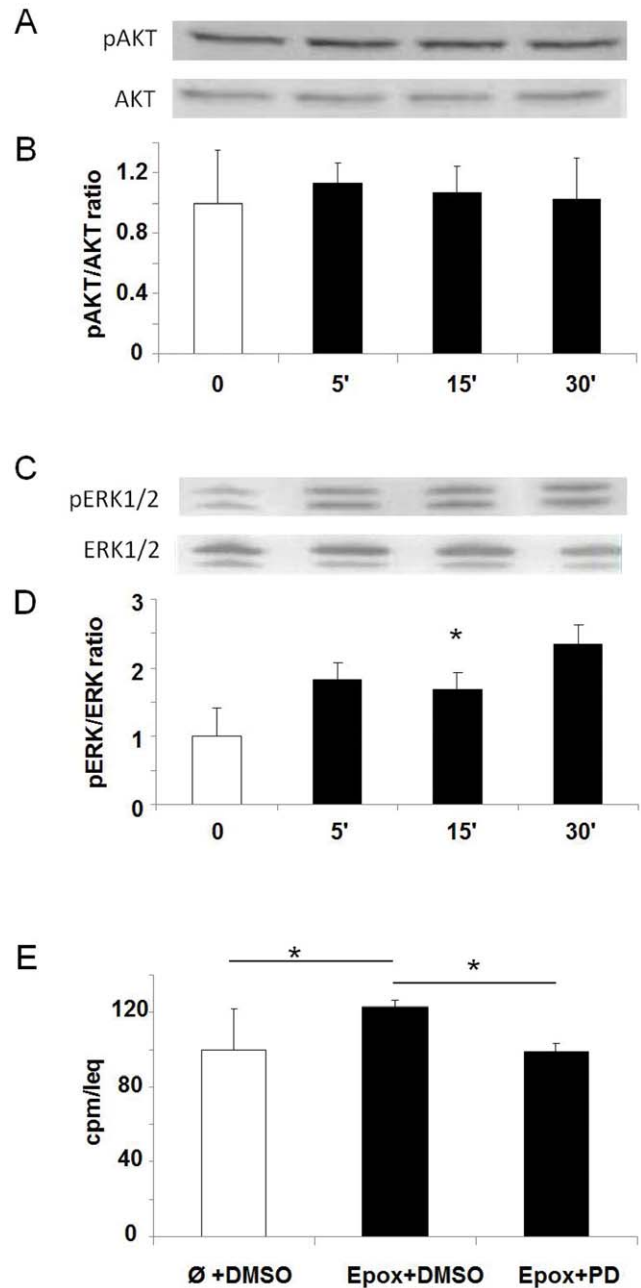 A
pAKT
AKT
B
pAKT/AKT ratio
1.2
0.8
0.4
0
0 5' 15' 30'
C
pERK1/2
ERK1/2
D
pERK/ERK ratio
3
2
1
0
*
0 5' 15' 30'
E
* *
cpm/leq
120
80
40
0
Ø +DMSO Epox+DMSO Epox+PD